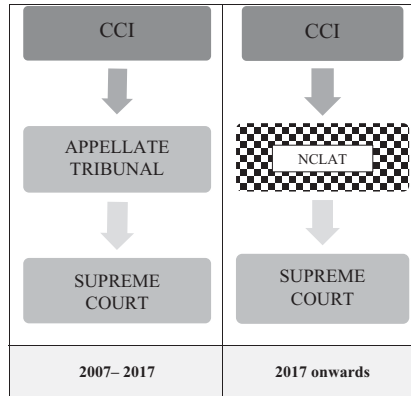 CCI
APPELLATE
TRIBUNAL
SUPREME
COURT
2007– 2017
CCI
NCLAT
SUPREME
COURT
2017 onwards